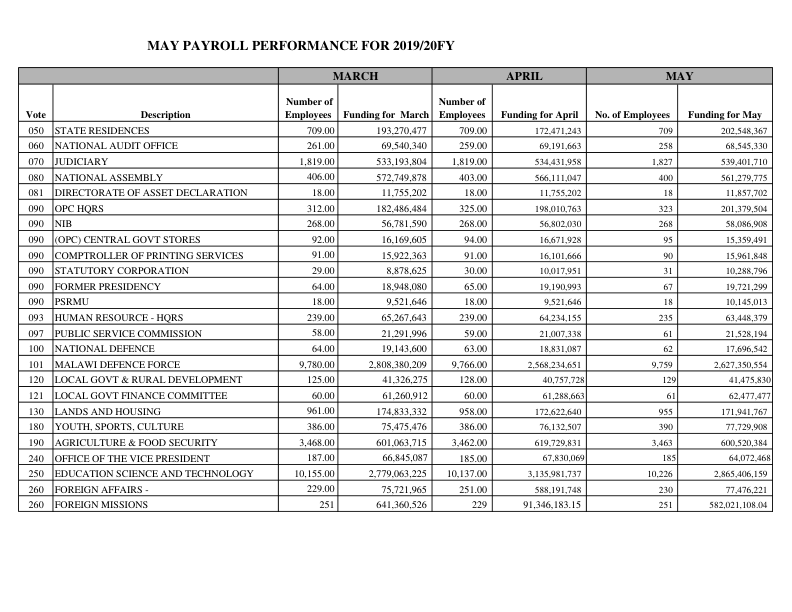 MAY PAYROLL PERFORMANCE FOR 2019/20FY
MARCH APRIL MAY
Vote Description Number of Employees Funding for March Number of Employees Funding for April No. of Employees Funding for May
050 STATE RESIDENCES 709.00 193,270,477 709.00 172,471,243 709 202,548,367
060 NATIONAL AUDIT OFFICE 261.00 69,540,340 259.00 69,191,663 258 68,545,330
070 JUDICIARY 1,819.00 533,193,804 1,819.00 534,431,958 1,827 539,401,710
080 NATIONAL ASSEMBLY 406.00 572,749,878 403.00 566,111,047 400 561,279,775
081 DIRECTORATE OF ASSET DECLARATION 18.00 11,755,202 18.00 11,755,202 18 11,857,702
090 OPC HQRS 312.00 182,486,484 325.00 198,010,763 323 201,379,504
090 NIB 268.00 56,781,590 268.00 56,802,030 268 58,086,908
090 (OPC) CENTRAL GOVT STORES 92.00 16,169,605 94.00 16,671,928 95 15,359,491
090 COMPTROLLER OF PRINTING SERVICES 91.00 15,922,363 91.00 16,101,666 90 15,961,848
090 STATUTORY CORPORATION 29.00 8,878,625 30.00 10,017,951 31 10,288,796
090 FORMER PRESIDENCY 64.00 18,948,080 65.00 19,190,993 67 19,721,299
090 PSRMU 18.00 9,521,646 18.00 9,521,646 18 10,145,013
093 HUMAN RESOURCE - HQRS 239.00 65,267,643 239.00 64,234,155 235 63,448,379
097 PUBLIC SERVICE COMMISSION 58.00 21,291,996 59.00 21,007,338 61 21,528,194
100 NATIONAL DEFENCE 64.00 19,143,600 63.00 18,831,087 62 17,696,542
101 MALAWI DEFENCE FORCE 9,780.00 2,808,380,209 9,766.00 2,568,234,651 9,759 2,627,350,554
120 LOCAL GOVT & RURAL DEVELOPMENT 125.00 41,326,275 128.00 40,757,728 129 41,475,830
121 LOCAL GOVT FINANCE COMMITTEE 60.00 61,260,912 60.00 61,288,663 61 62,477,477
130 LANDS AND HOUSING 961.00 174,833,332 958.00 172,622,640 955 171,941,767
180 YOUTH, SPORTS, CULTURE 386.00 75,475,476 386.00 76,132,507 390 77,729,908
190 AGRICULTURE & FOOD SECURITY 3,468.00 601,063,715 3,462.00 619,729,831 3,463 600,520,384
240 OFFICE OF THE VICE PRESIDENT 187.00 66,845,087 185.00 67,830,069 185 64,072,468
250 EDUCATION SCIENCE AND TECHNOLOGY 10,155.00 2,779,063,225 10,137.00 3,135,981,737 10,226 2,865,406,159
260 FOREIGN AFFAIRS - 229.00 75,721,965 251.00 588,191,748 230 77,476,221
260 FOREIGN MISSIONS 251 641,360,526 229 91,346,183.15 251 582,021,108.04